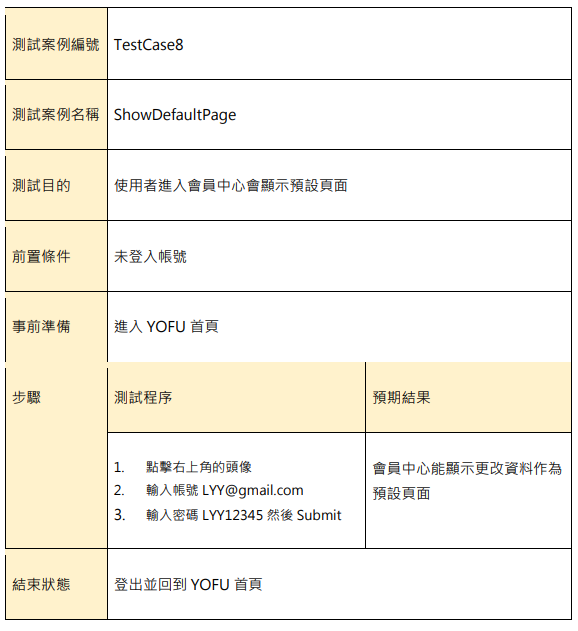 測試案例編號 TestCase8
測試案例名稱 ShowDefaultPage
測試目的 使用者進入會員中心會顯示預設頁面
前置條件 未登入帳號
事前準備 進入 YOFU 首頁
步驟 測試程序 預期結果
1. 點擊右上角的頭像
2. 輸入帳號 LYY@gmail.com
3. 輸入密碼 LYY12345 然後 Submit
會員中心能顯示更改資料作為
預設頁面
結束狀態 登出並回到 YOFU 首頁